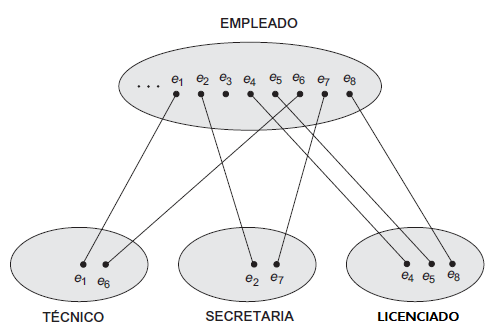 EMPLEADO
. . . e1 e2 e3 e4 e5 e6 e7 e8
e1 e6 e2 e7 e4 e5 e8
TÉCNICO SECRETARIA LICENCIADO